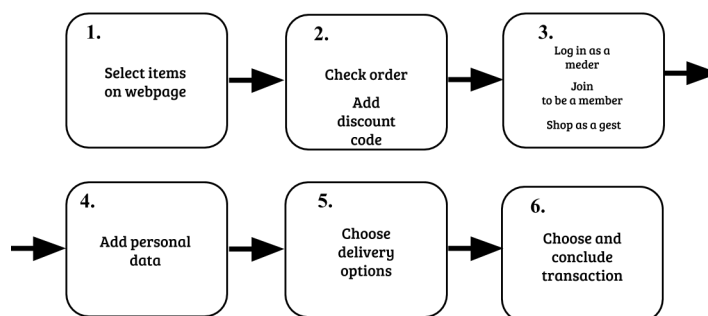 1.
Select items
on webpage
2.
Check order
Add
discount
code
3.
Log in as a
meder
Join
to be a member
Shop as a gest
4.
Add personal
data
5.
Choose
delivery
options
6.
Choose and
conclude
transaction